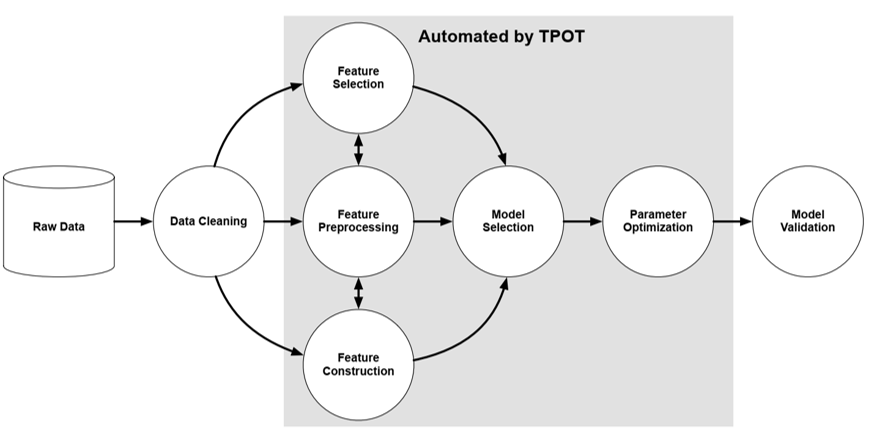 Automated by TPOT
Feature
Selection
Raw Data
Data Cleaning
Feature
Preprocessing
Model
Selection
Parameter
Optimization
Model
Validation
Feature
Construction